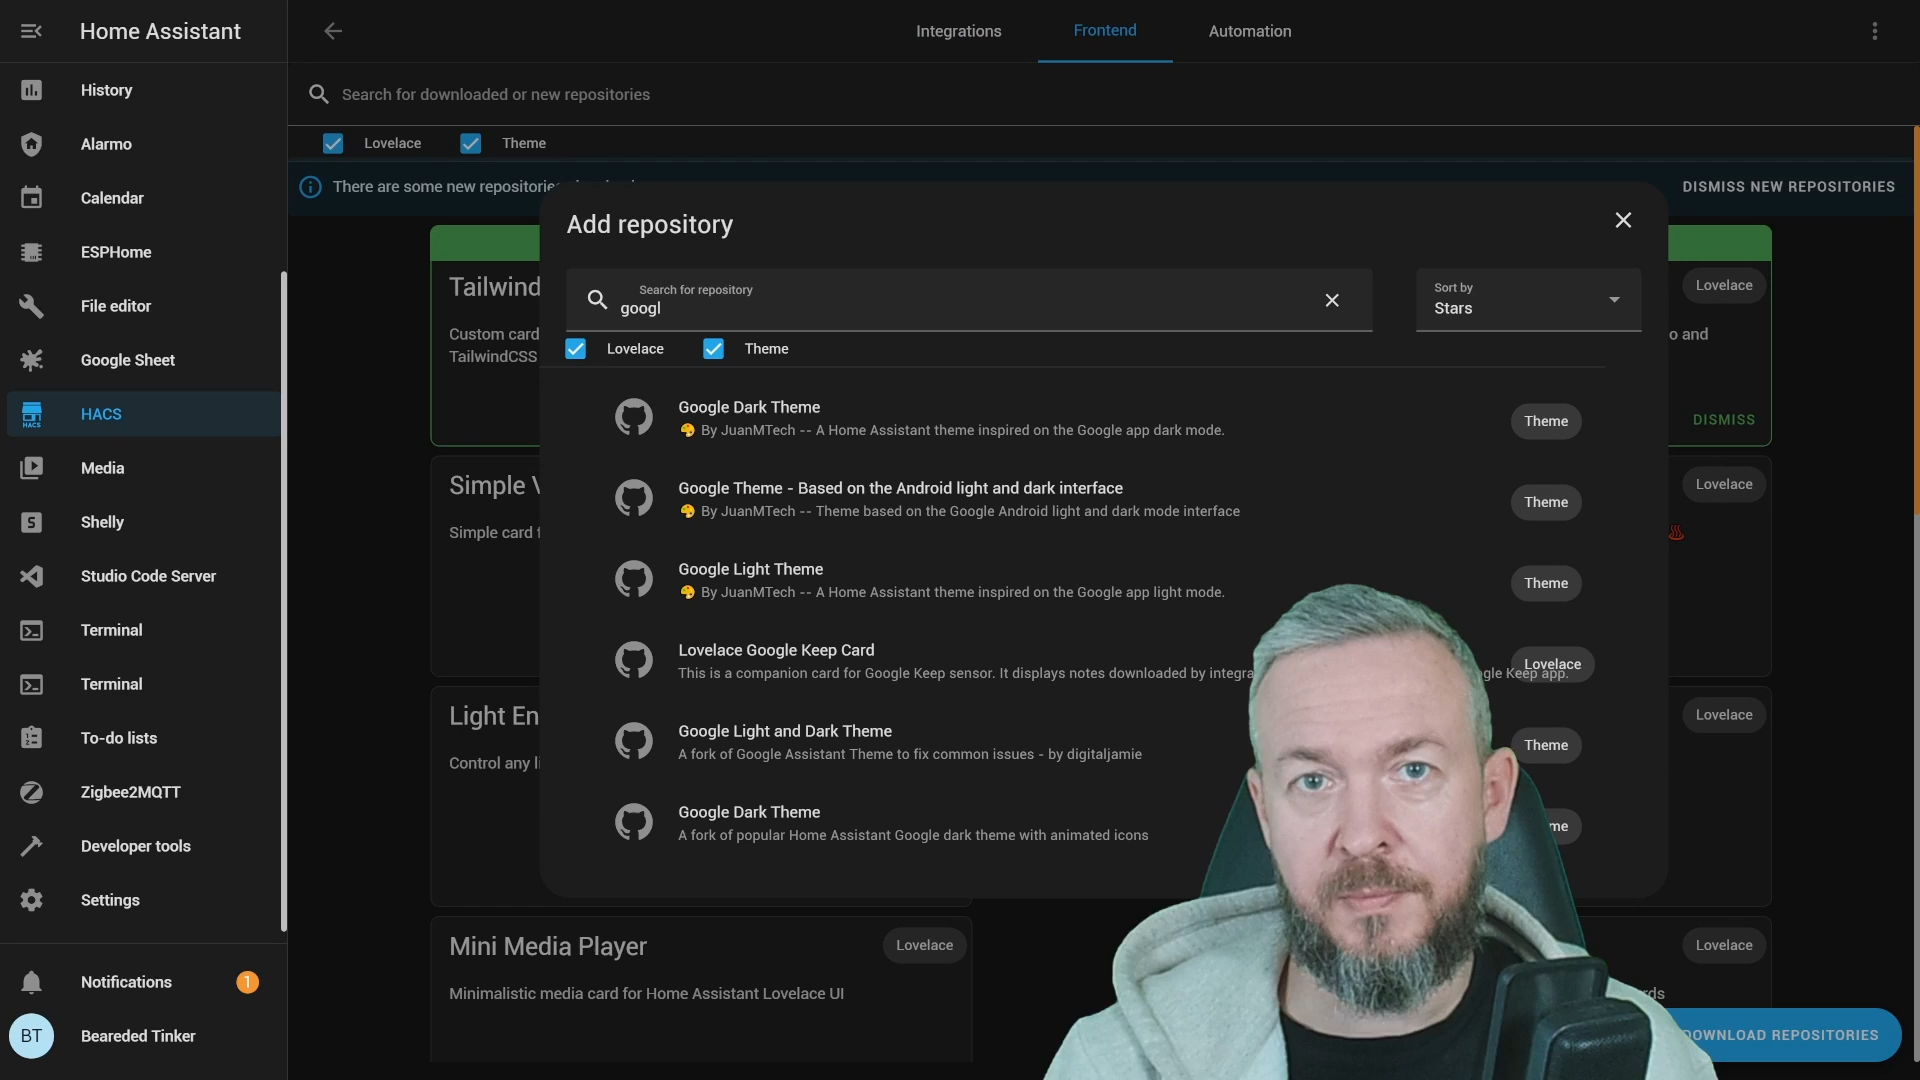 Home Assistant
Integrations
Frontend
Automation
Search for downloaded or new repositories
Lovelace
Theme
There are some new repositories
DISMISS NEW REPOSITORIES
History
Alarmo
Calendar
ESPHome
File editor
Google Sheet
HACS
HACS
Media
Shelly
S
Studio Code Server
Terminal
Terminal
To-do lists
Zigbee2MQTT
Developer tools
Settings
Notifications
1
BT
Bearded Tinker
Add repository
Search for repository
googl
Sort by
Stars
Lovelace
Theme
Google Dark Theme
By JuanMTech -- A Home Assistant theme inspired on the Google app dark mode.
Theme
Google Theme - Based on the Android light and dark interface
By JuanMTech -- Theme based on the Google Android light and dark mode interface
Theme
Google Light Theme
By JuanMTech -- A Home Assistant theme inspired on the Google app light mode.
Theme
Lovelace Google Keep Card
This is a companion card for Google Keep sensor. It displays notes downloaded by integra gle Keep app.
Lovelace
Google Light and Dark Theme
A fork of Google Assistant Theme to fix common issues - by digitaljamie
Theme
Google Dark Theme
A fork of popular Home Assistant Google dark theme with animated icons
me
Tailwind
Custom card
TailwindCSS
Lovelace
o and
DISMISS
Simple
Simple card
Lovelace
Light En
Control any li
Lovelace
Mini Media Player
Lovelace
Minimalistic media card for Home Assistant Lovelace UI
Lovelace
rds
DOWNLOAD REPOSITORIES